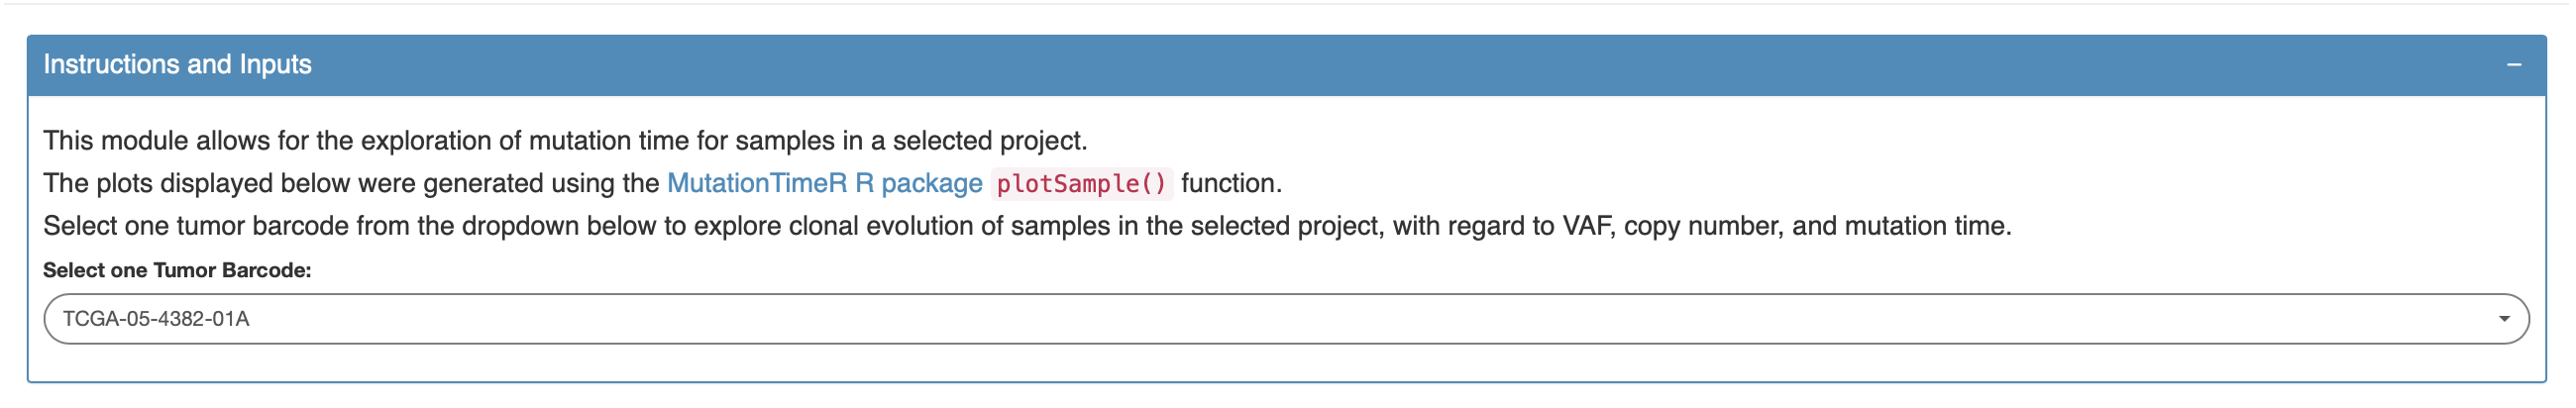 Instructions and Inputs
This module allows for the exploration of mutation time for samples in a selected project.
The plots displayed below were generated using the MutationTimeR R package plotSample() function.
Select one tumor barcode from the dropdown below to explore clonal evolution of samples in the selected project, with regard to VAF, copy number, and mutation time.
Select one Tumor Barcode:
TCGA-05-4382-01A